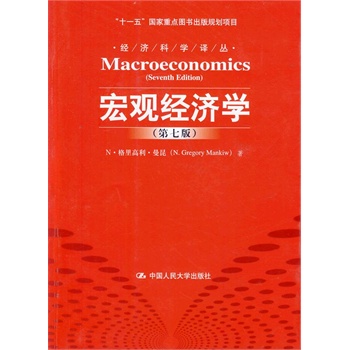 “十一五”国家重点图书出版规划项目
·经/济/科/学/译/丛·
Macroeconomics
(Seventh Edition)
宏观经济学
(第七版)
N·格里高利·曼昆(N. Gregory Mankiw) 著
中国人民大学出版社